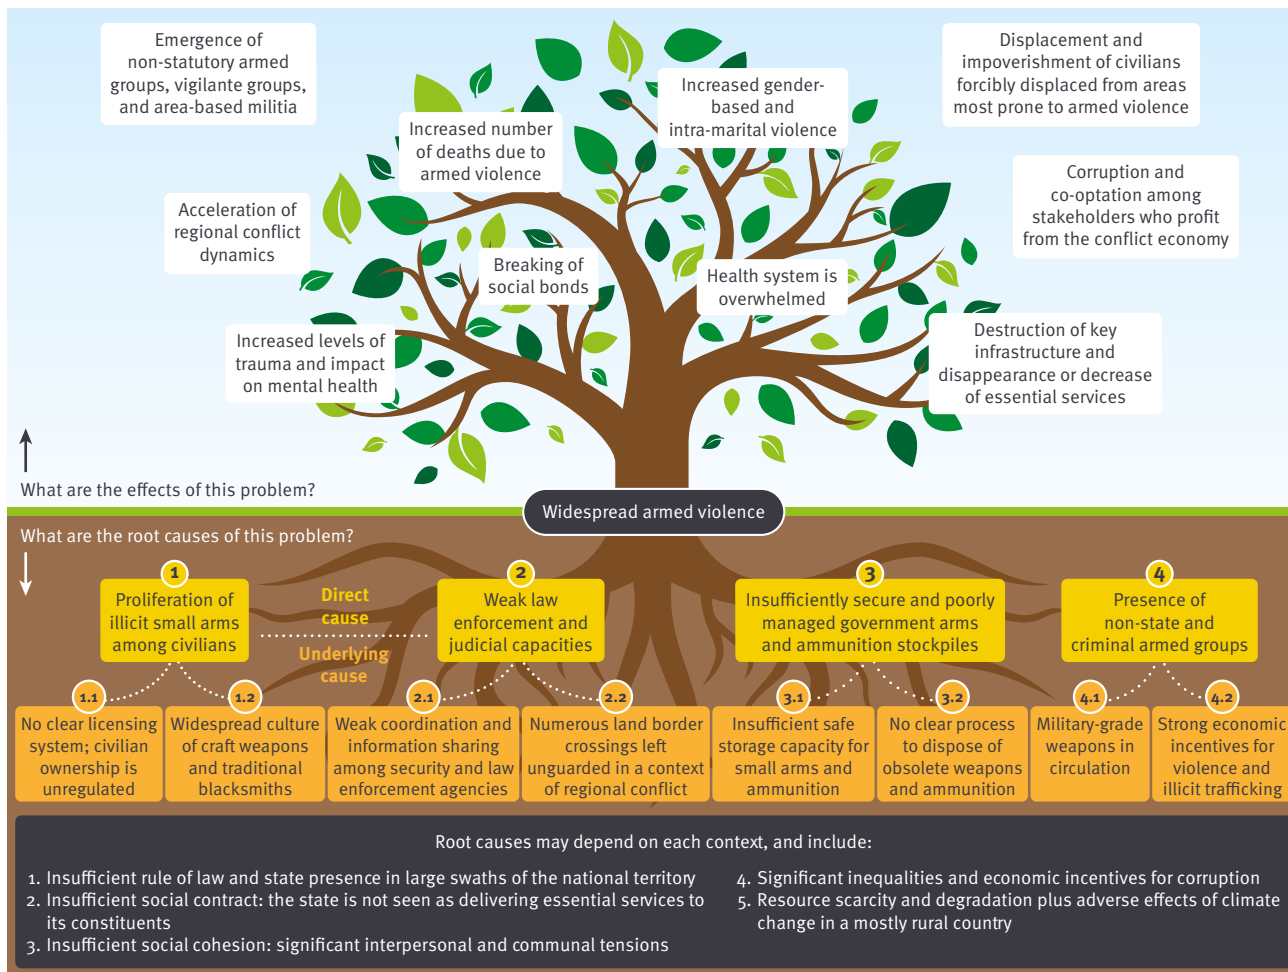 Emergence of
non-statutory armed
groups, vigilante groups,
and area-based militia
Displacement and
impoverishment of civilians
forcibly displaced from areas
most prone to armed violence
Increased gender-
based and
intra-marital violence
Increased number
of deaths due to
armed violence
Corruption and
co-optation among
stakeholders who profit
from the conflict economy
Acceleration of
regional conflict
dynamics
Breaking of
social bonds
Health system is
overwhelmed
Increased levels of
trauma and impact
on mental health
Destruction of key
infrastructure and
disappearance or decrease
of essential services
What are the effects of this problem?
Widespread armed violence
What are the root causes of this problem?
1
Proliferation of
illicit small arms
among civilians
Direct
cause
Underlying
cause
2
Weak law
enforcement and
judicial capacities
3
Insufficiently secure and poorly
managed government arms
and ammunition stockpiles
4
Presence of
non-state and
criminal armed groups
1.1
No clear licensing
system; civilian
ownership is
unregulated
1.2
Widespread culture
of craft weapons
and traditional
blacksmiths
2.1
Weak coordination and
information sharing
among security and law
enforcement agencies
2.2
Numerous land border
crossings left
unguarded in a context
of regional conflict
3.1
Insufficient safe
storage capacity for
small arms and
ammunition
3.2
No clear process
to dispose of
obsolete weapons
and ammunition
4.1
Military-grade
weapons in
circulation
4.2
Strong economic
incentives for
violence and
illicit trafficking
Root causes may depend on each context, and include:
1. Insufficient rule of law and state presence in large swaths of the national territory
2. Insufficient social contract: the state is not seen as delivering essential services to
its constituents
3. Insufficient social cohesion: significant interpersonal and communal tensions
4. Significant inequalities and economic incentives for corruption
5. Resource scarcity and degradation plus adverse effects of climate
change in a mostly rural country